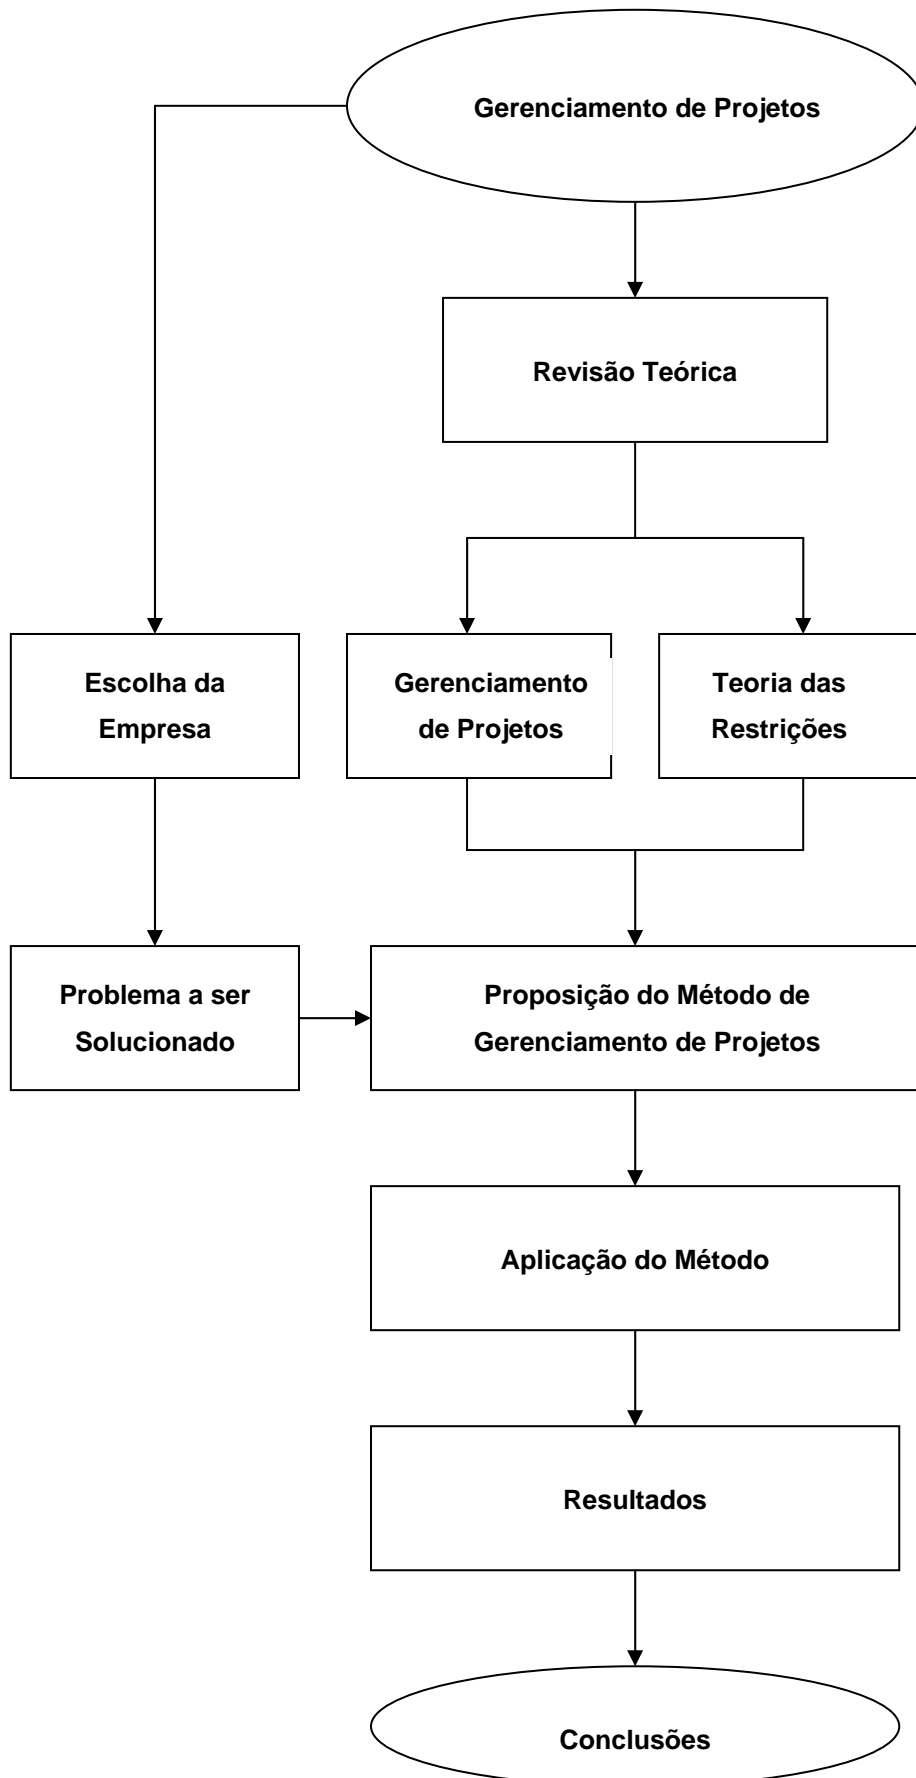 Gerenciamento de Projetos
Revisão Teórica
Escolha da
Empresa
Gerenciamento
de Projetos
Teoria das
Restrições
Problema a ser
Solucionado
Proposição do Método de
Gerenciamento de Projetos
Aplicação do Método
Resultados
Conclusões